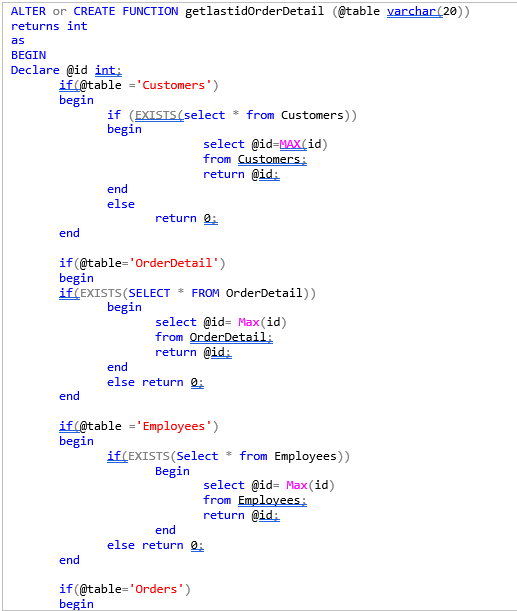 ALTER or CREATE FUNCTION getlastidOrderDetail (@table varchar(20))
returns int
as
BEGIN
Declare @id int;
if(@table ='Customers')
begin
if (EXISTS(select * from Customers))
begin
select @id=MAX(id)
from Customers;
return @id;
end
else
return 0;
end
if(@table='OrderDetail')
begin
if(EXISTS(SELECT * FROM OrderDetail))
begin
select @id= Max(id)
from OrderDetail;
return @id;
end
else return 0;
end
if(@table ='Employees')
begin
if(EXISTS(Select * from Employees))
Begin
select @id= Max(id)
from Employees;
return @id;
end
else return 0;
end
if(@table='Orders')
begin